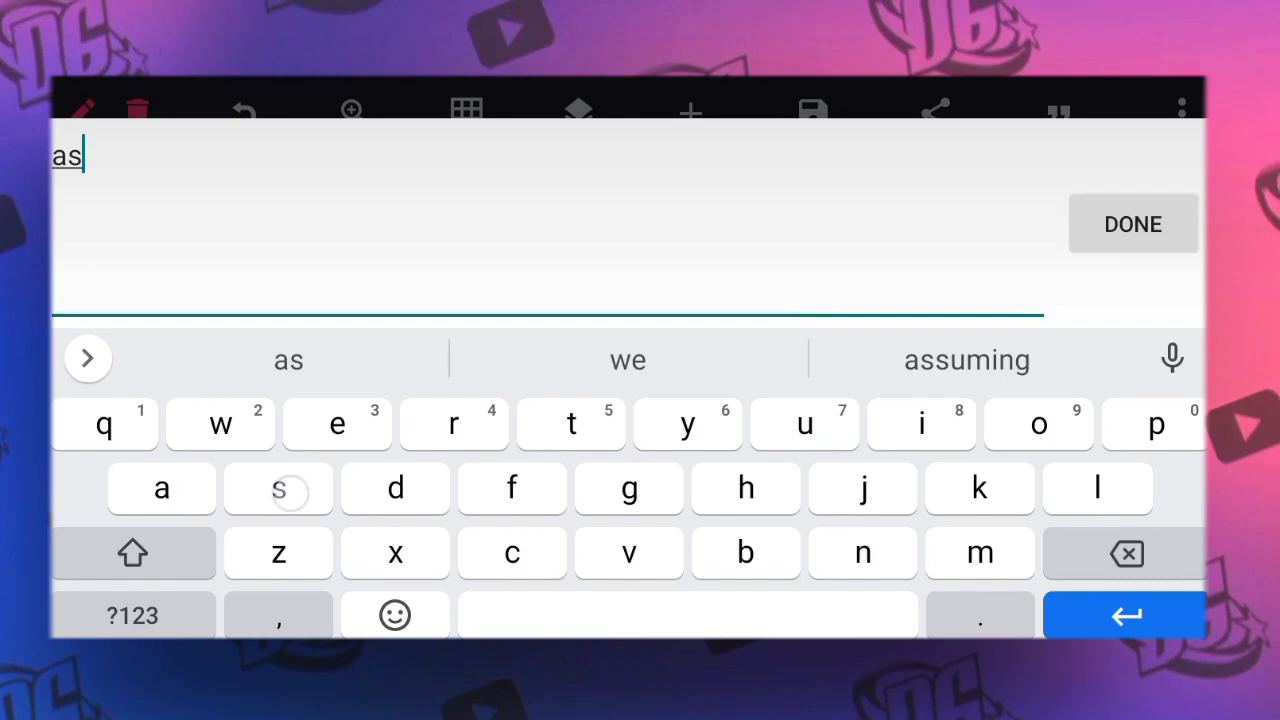 as
DONE
as we assuming
q 1 w 2 e 3 r 4 t 5 y 6 u 7 i 8 o 9 p 0
a s d f g h j k l
z x c v b n m
?123 , .